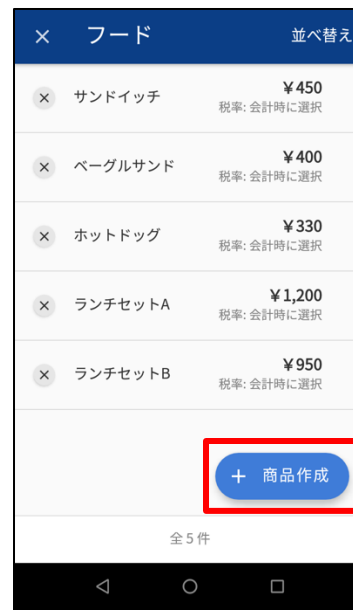 × フード 並べ替え
× サンドイッチ ￥450
税率: 会計時に選択
× ベーグルサンド ￥400
税率: 会計時に選択
× ホットドッグ ￥330
税率: 会計時に選択
× ランチセットA ￥1,200
税率: 会計時に選択
× ランチセットB ￥950
税率: 会計時に選択
+ 商品作成
全5件